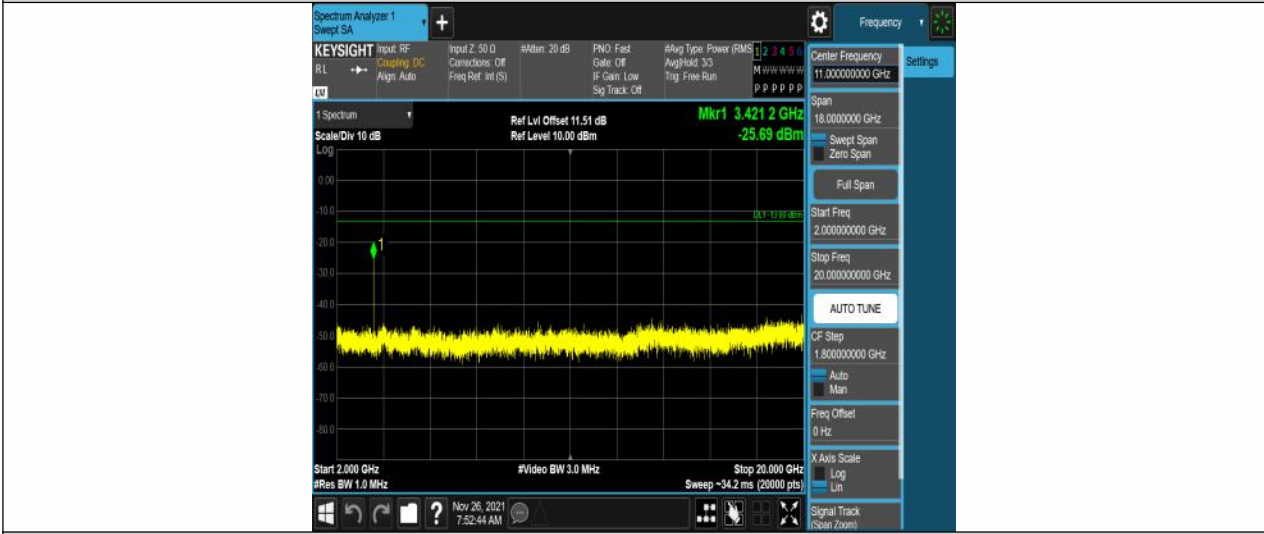 Spectrum Analyzer 1
Swept SA
+
Frequency
KEYSIGHT
Input: RF
Coupling: DC
Align: Auto
RL
LV
Input Z: 50 Ω
Corrections: Off
Freq Ref: Int (S)
#Atten: 20 dB
PNO: Fast
Gate: Off
IF Gain: Low
Sig Track: Off
#Avg Type: Power (RMS
Avg|Hold: 3/3
Trig: Free Run
1 2 3 4 5 6
M W W W W W
P P P P P P
1 Spectrum
Scale/Div 10 dB
Log
Ref Lvl Offset 11.51 dB
Ref Level 10.00 dBm
Mkr1 3.421 2 GHz
-25.69 dBm
0.00
-10.0
DL1 -13.00 dBm
-20.0
1
-30.0
-40.0
-50.0
-60.0
-70.0
-80.0
Start 2.000 GHz
#Res BW 1.0 MHz
#Video BW 3.0 MHz
Stop 20.000 GHz
Sweep ~34.2 ms (20000 pts)
?
Nov 26, 2021
7:52:44 AM
Center Frequency
11.000000000 GHz
Settings
Span
18.0000000 GHz
Swept Span
Zero Span
Full Span
Start Freq
2.000000000 GHz
Stop Freq
20.000000000 GHz
AUTO TUNE
CF Step
1.800000000 GHz
Auto
Man
Freq Offset
0 Hz
X Axis Scale
Log
Lin
Signal Track
(Span Zoom)